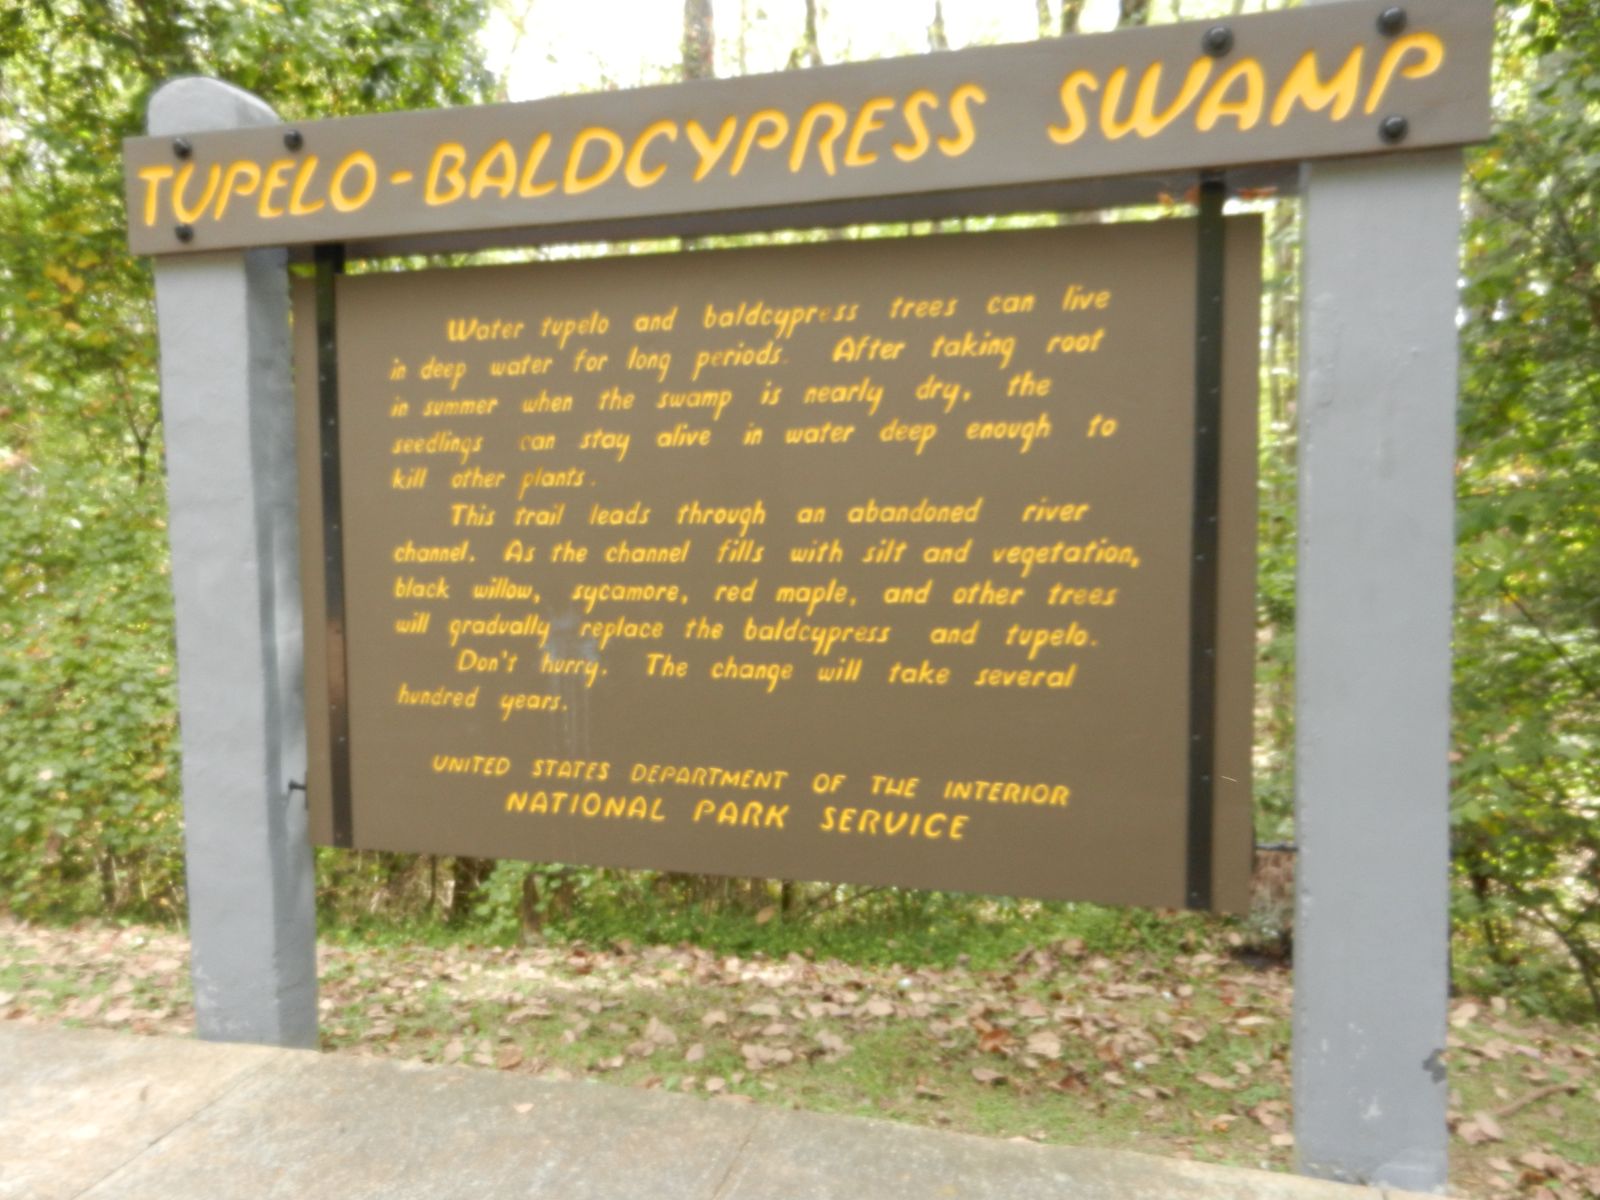 TUPELO-BALDCYPRESS SWAMP
Water tupelo and baldcypress trees can live
in deep water for long periods. After taking root
in summer when the swamp is nearly dry, the
seedlings can stay alive in water deep enough to
kill other plants.
This trail leads through an abandoned river
channel. As the channel fills with silt and vegetation,
black willow, sycamore, red maple, and other trees
will gradually replace the baldcypress and tupelo.
Don't hurry. The change will take several
hundred years.
UNITED STATES DEPARTMENT OF THE INTERIOR
NATIONAL PARK SERVICE